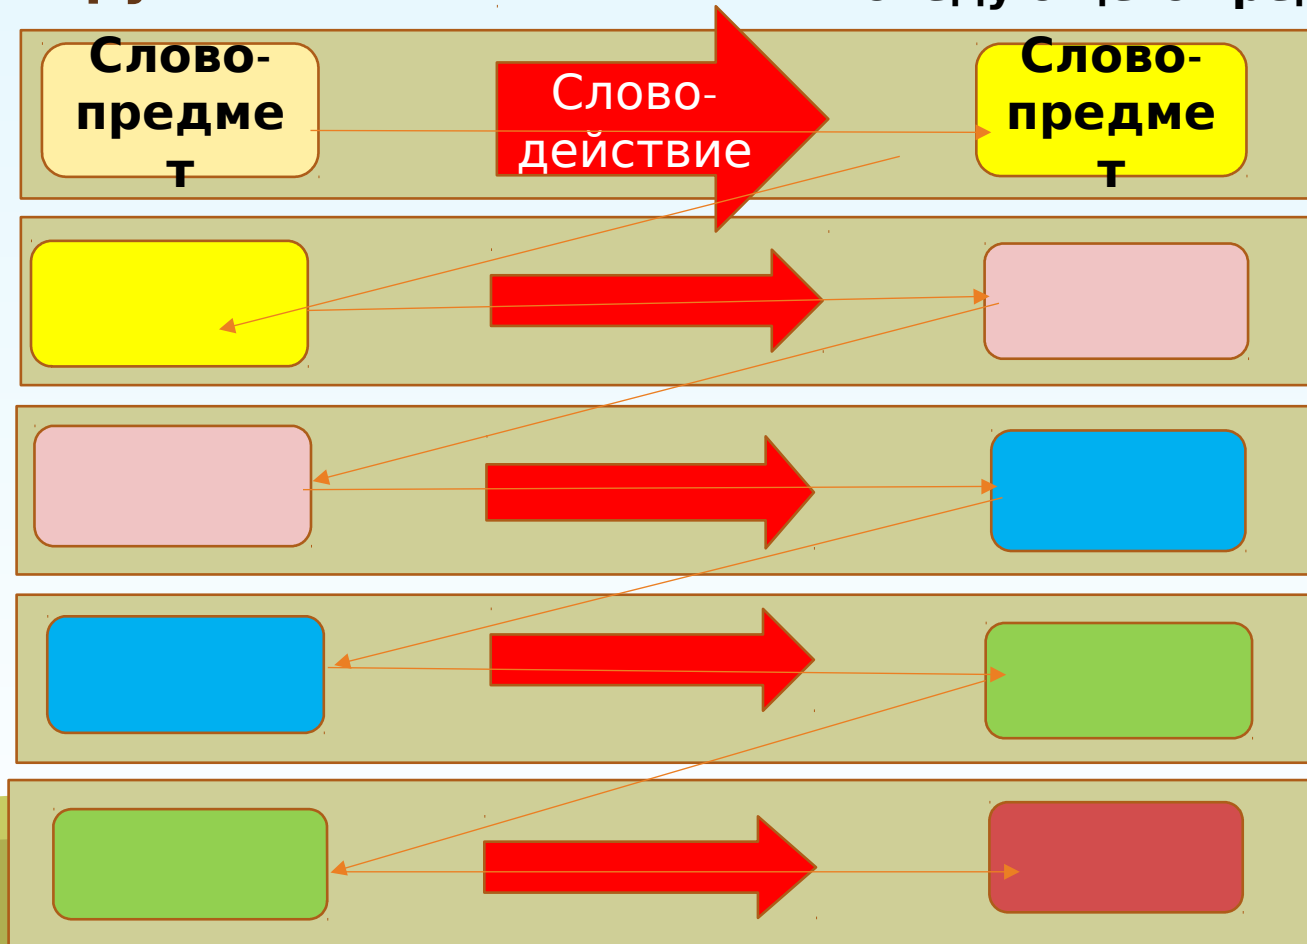 Слово-
предме
т
Слово-
действие
Слово-
предме
т